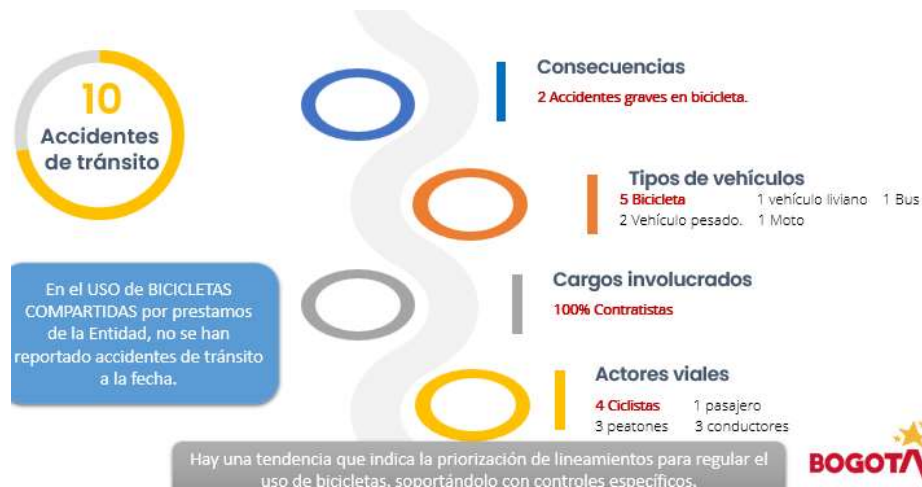 10
Accidentes
de tránsito
Consecuencias
2 Accidentes graves en bicicleta.
Tipos de vehículos
5 Bicicleta 1 vehículo liviano 1 Bus
2 Vehículo pesado. 1 Moto
En el USO de BICICLETAS
COMPARTIDAS por prestamos
de la Entidad, no se han
reportado accidentes de tránsito
a la fecha.
Cargos involucrados
100% Contratistas
Actores viales
4 Ciclistas 1 pasajero
3 peatones 3 conductores
Hay una tendencia que indica la priorización de lineamientos para regular el
uso de bicicletas, soportándolo con controles específicos.
BOGOTÁ